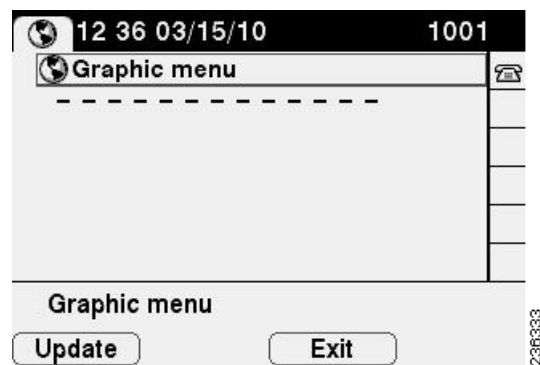 12 36 03/15/10 1001
Graphic menu
- - - - - - - - - - - - - -
Graphic menu
Update Exit
236333